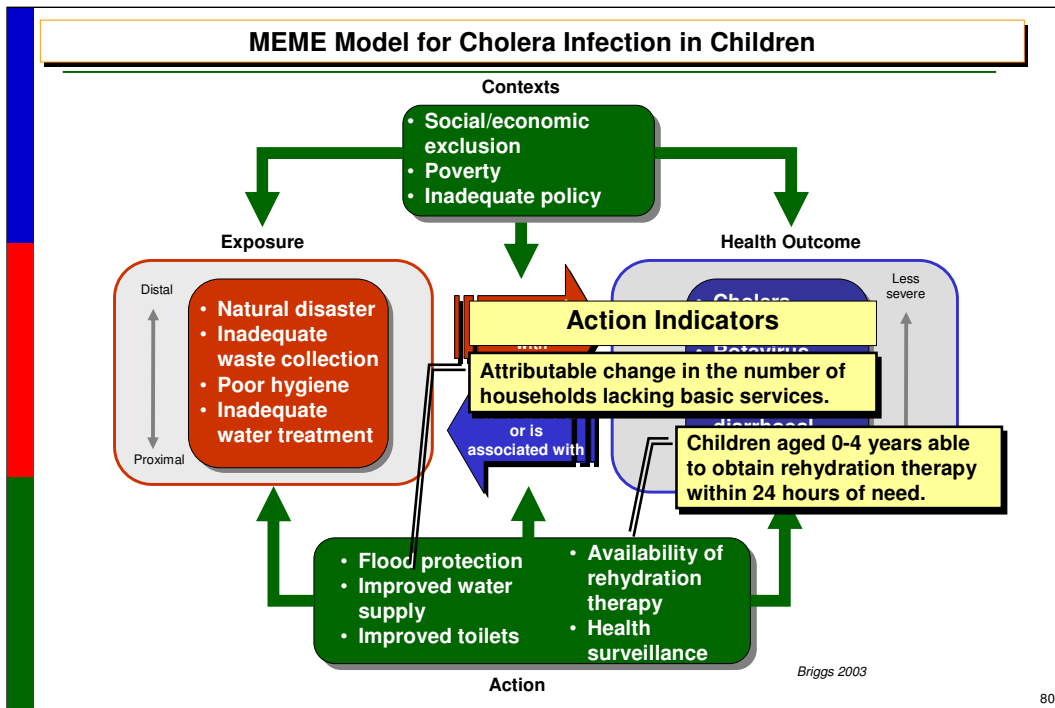 MEME Model for Cholera Infection in Children
Contexts
• Social/economic
exclusion
• Poverty
• Inadequate policy
Exposure
Health Outcome
Distal
Proximal
• Natural disaster
• Inadequate
waste collection
• Poor hygiene
• Inadequate
water treatment
Less
severe
• Cholera
• Rotavirus
diarrhoeal
with
or is
associated with
Action Indicators
Attributable change in the number of
households lacking basic services.
Children aged 0-4 years able
to obtain rehydration therapy
within 24 hours of need.
• Flood protection
• Improved water
supply
• Improved toilets
• Availability of
rehydration
therapy
• Health
surveillance
Action
Briggs 2003
80